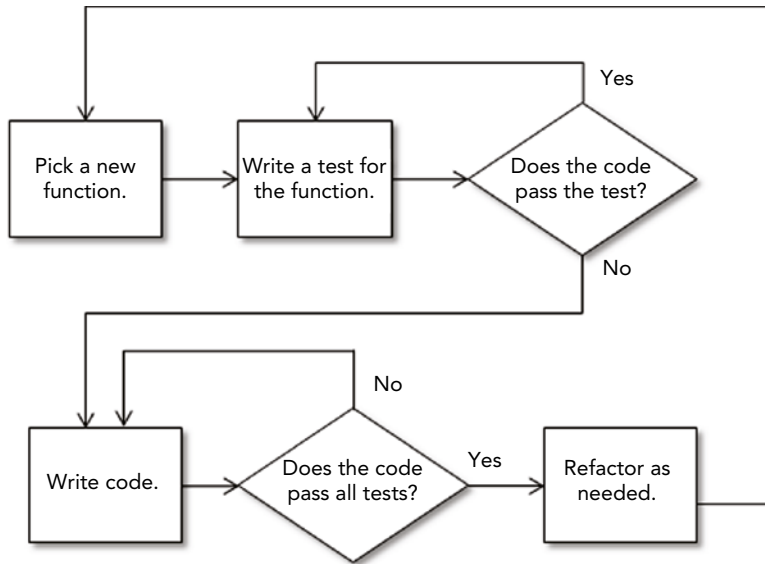 Yes
Pick a new
function.
Write a test for
the function.
Does the code
pass the test?
No
No
Write code.
Does the code
pass all tests?
Yes
Refactor as
needed.